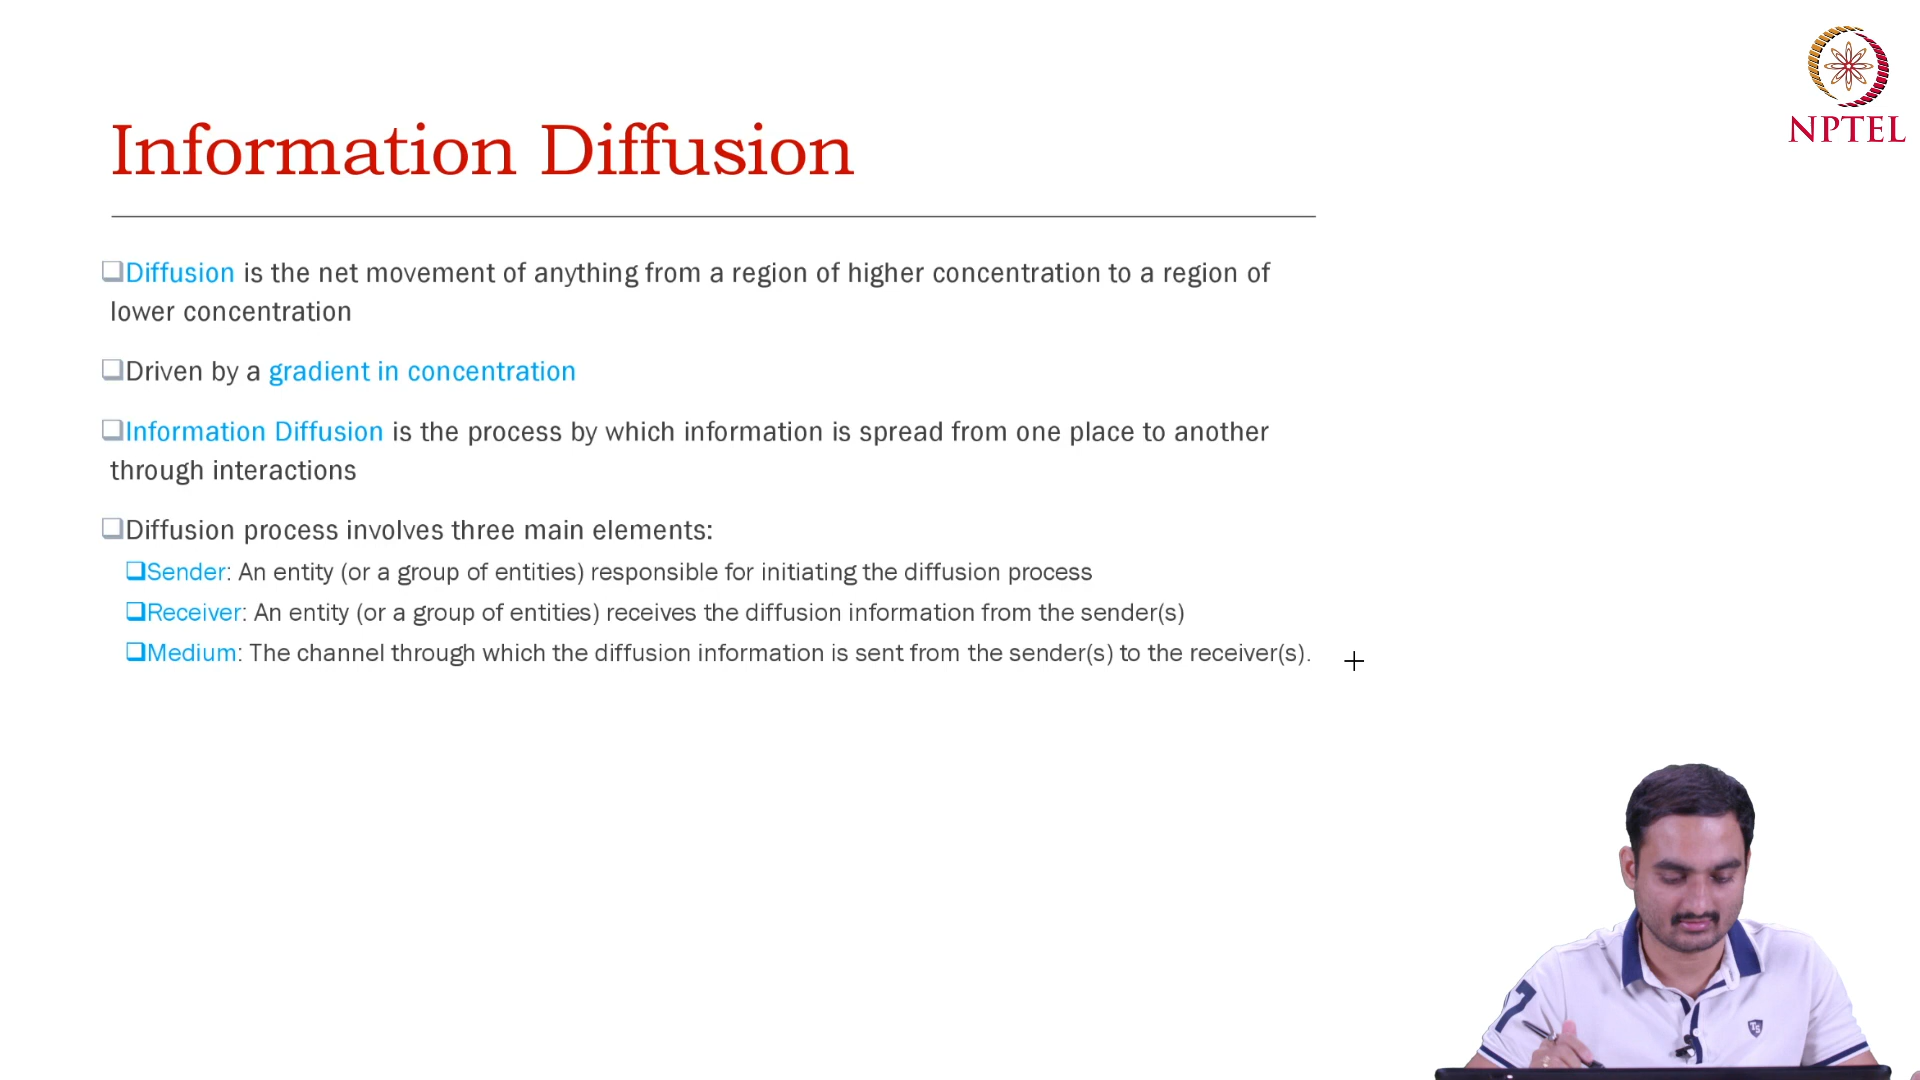 NPTEL
Information Diffusion
Diffusion is the net movement of anything from a region of higher concentration to a region of
lower concentration
Driven by a gradient in concentration
Information Diffusion is the process by which information is spread from one place to another
through interactions
Diffusion process involves three main elements:
Sender: An entity (or a group of entities) responsible for initiating the diffusion process
Receiver: An entity (or a group of entities) receives the diffusion information from the sender(s)
Medium: The channel through which the diffusion information is sent from the sender(s) to the receiver(s).
7
TS